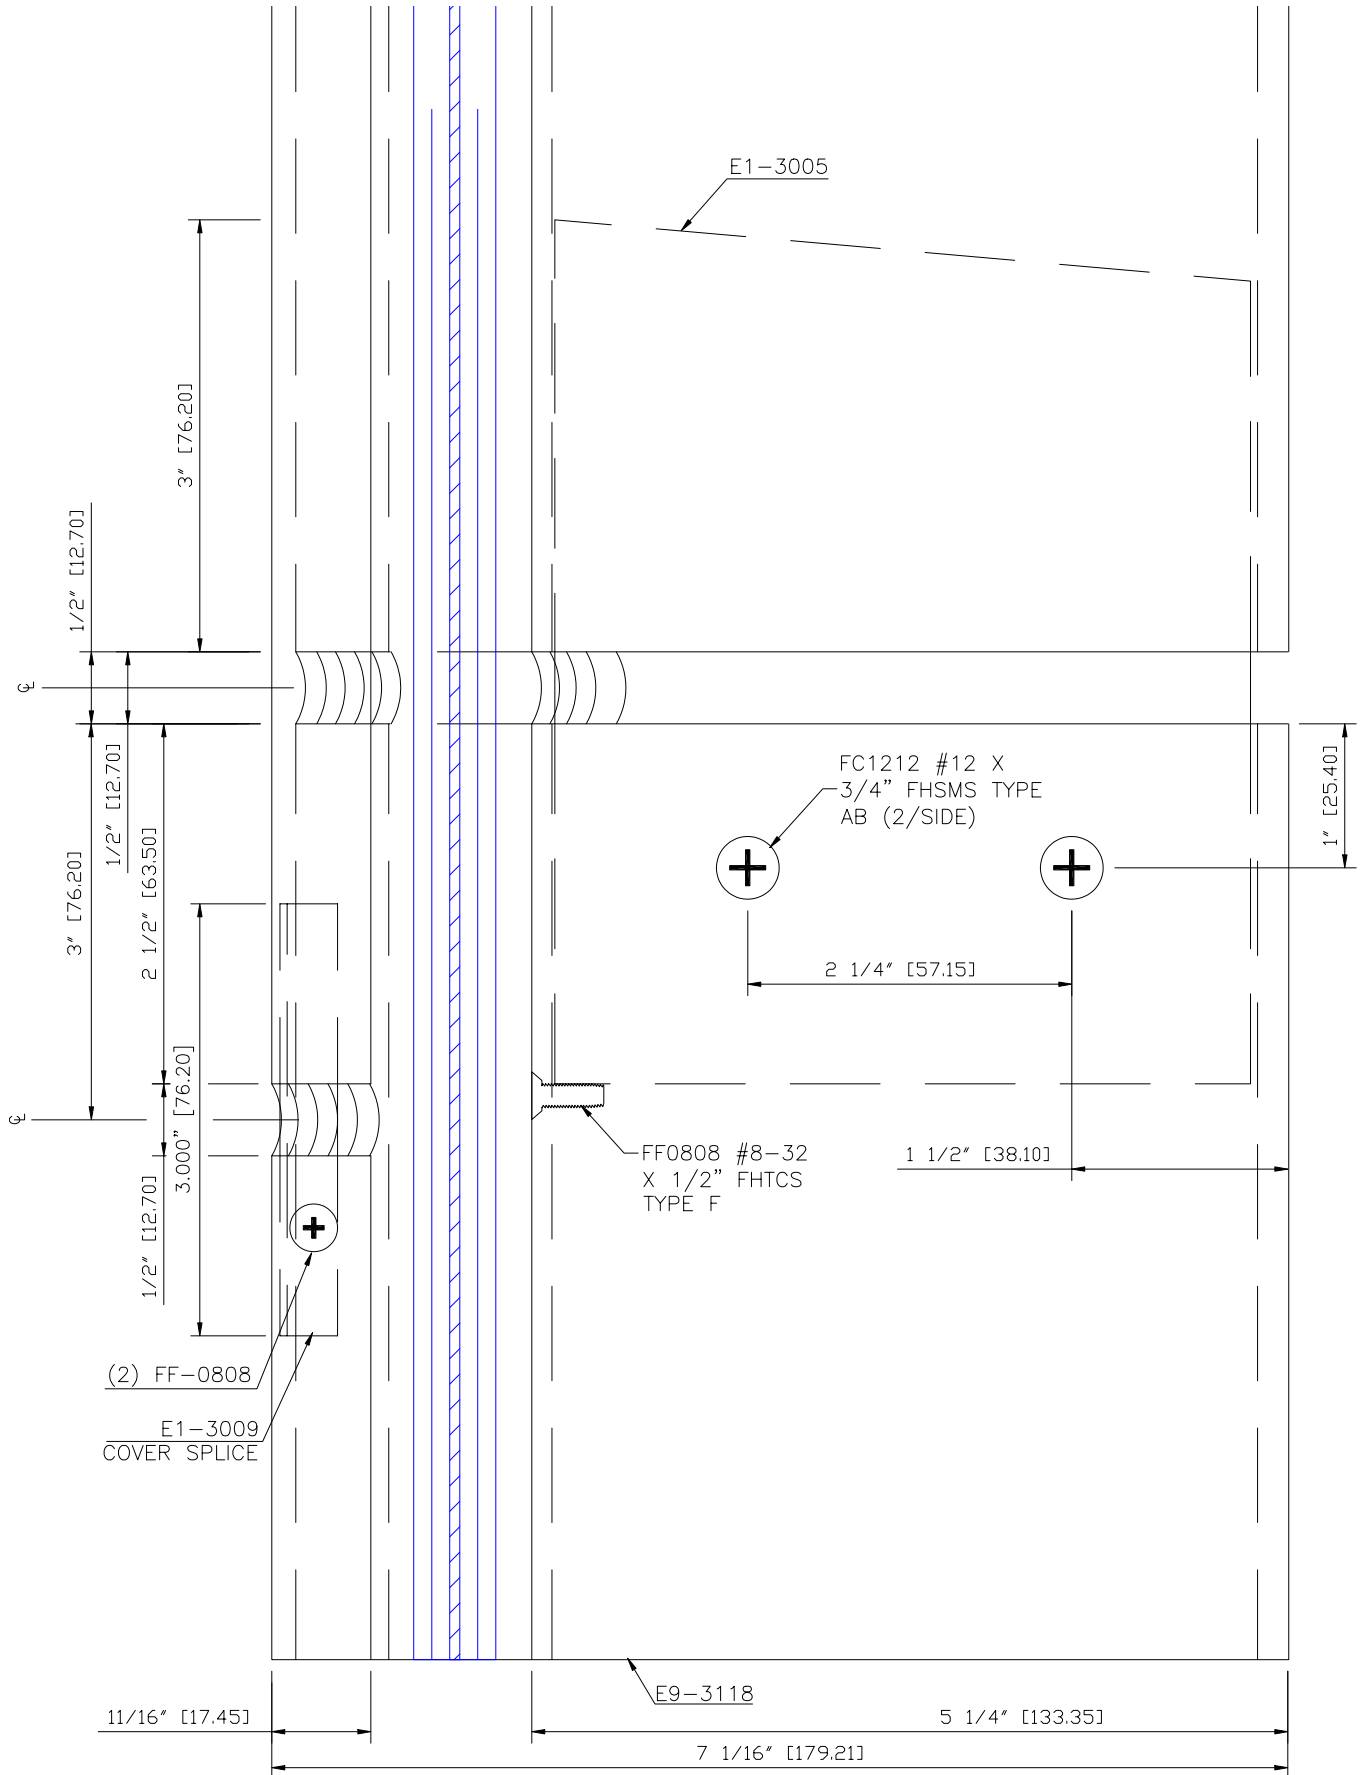 E1-3005
3" [76.20]
1/2" [12.70]
℄
1/2" [12.70]
3" [76.20]
2 1/2" [63.50]
FC1212 #12 X
3/4" FHSMS TYPE
AB (2/SIDE)
1" [25.40]
2 1/4" [57.15]
℄
3.000" [76.20]
1/2" [12.70]
FF0808 #8-32
X 1/2" FHTCS
TYPE F
1 1/2" [38.10]
(2) FF-0808
E1-3009
COVER SPLICE
E9-3118
11/16" [17.45]
5 1/4" [133.35]
7 1/16" [179.21]